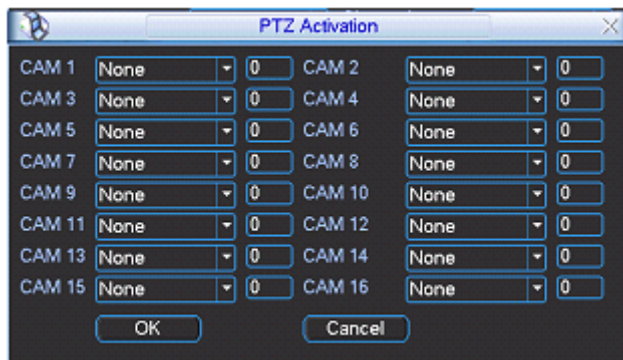 PTZ Activation
CAM 1 None 0 CAM 2 None 0
CAM 3 None 0 CAM 4 None 0
CAM 5 None 0 CAM 6 None 0
CAM 7 None 0 CAM 8 None 0
CAM 9 None 0 CAM 10 None 0
CAM 11 None 0 CAM 12 None 0
CAM 13 None 0 CAM 14 None 0
CAM 15 None 0 CAM 16 None 0
OK Cancel